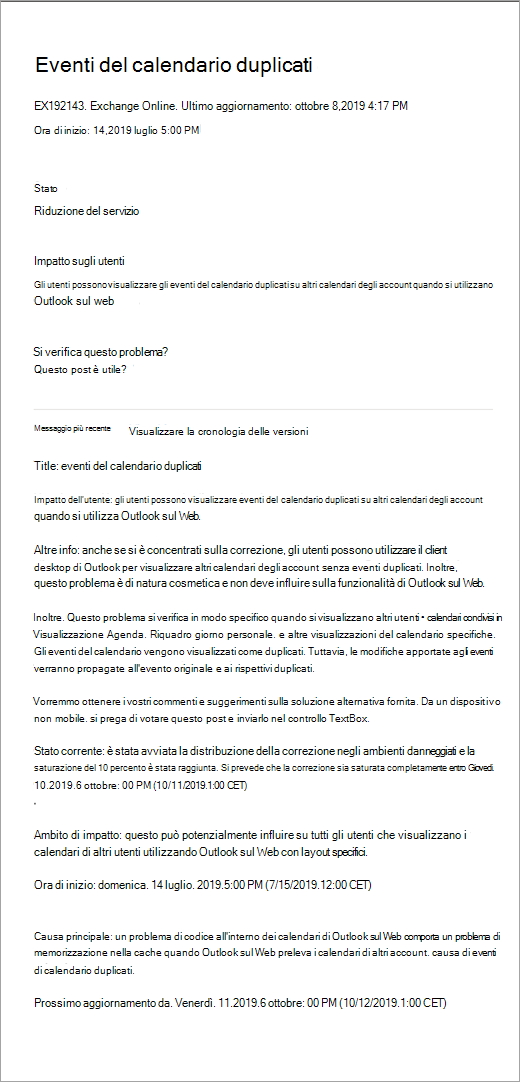 Eventi del calendario duplicati
EX192143. Exchange Online. Ultimo aggiornamento: ottobre 8,2019 4:17 PM
Ora di inizio: 14,2019 luglio 5:00 PM
Stato
Riduzione del servizio
Impatto sugli utenti
Gli utenti possono visualizzare gli eventi del calendario duplicati su altri calendari degli account quando si utilizzano
Outlook sul web
Si verifica questo problema?
Questo post è utile?
Messaggio più recente Visualizzare la cronologia delle versioni
Title: eventi del calendario duplicati
Impatto dell'utente: gli utenti possono visualizzare eventi del calendario duplicati su altri calendari degli account
quando si utilizza Outlook sul Web.
Altre info: anche se si è concentrati sulla correzione, gli utenti possono utilizzare il client
desktop di Outlook per visualizzare altri calendari degli account senza eventi duplicati. Inoltre,
questo problema è di natura cosmetica e non deve influire sulla funzionalità di Outlook sul Web.
Inoltre. Questo problema si verifica in modo specifico quando si visualizzano altri utenti • calendari condivisi in
Visualizzazione Agenda. Riquadro giorno personale. e altre visualizzazioni del calendario specifiche.
Gli eventi del calendario vengono visualizzati come duplicati. Tuttavia, le modifiche apportate agli eventi
verranno propagate all'evento originale e ai rispettivi duplicati.
Vorremmo ottenere i vostri commenti e suggerimenti sulla soluzione alternativa fornita. Da un dispositivo
non mobile. si prega di votare questo post e inviarlo nel controllo TextBox.
Stato corrente: è stata avviata la distribuzione della correzione negli ambienti danneggiati e la
saturazione del 10 percento è stata raggiunta. Si prevede che la correzione sia saturata completamente entro Giovedì.
10.2019.6 ottobre: 00 PM (10/11/2019.1:00 CET)
.
Ambito di impatto: questo può potenzialmente influire su tutti gli utenti che visualizzano i
calendari di altri utenti utilizzando Outlook sul Web con layout specifici.
Ora di inizio: domenica. 14 luglio. 2019.5:00 PM (7/15/2019.12:00 CET)
Causa principale: un problema di codice all'interno dei calendari di Outlook sul Web comporta un problema di
memorizzazione nella cache quando Outlook sul Web preleva i calendari di altri account. causa di eventi
di calendario duplicati.
Prossimo aggiornamento da. Venerdì. 11.2019.6 ottobre: 00 PM (10/12/2019.1:00 CET)